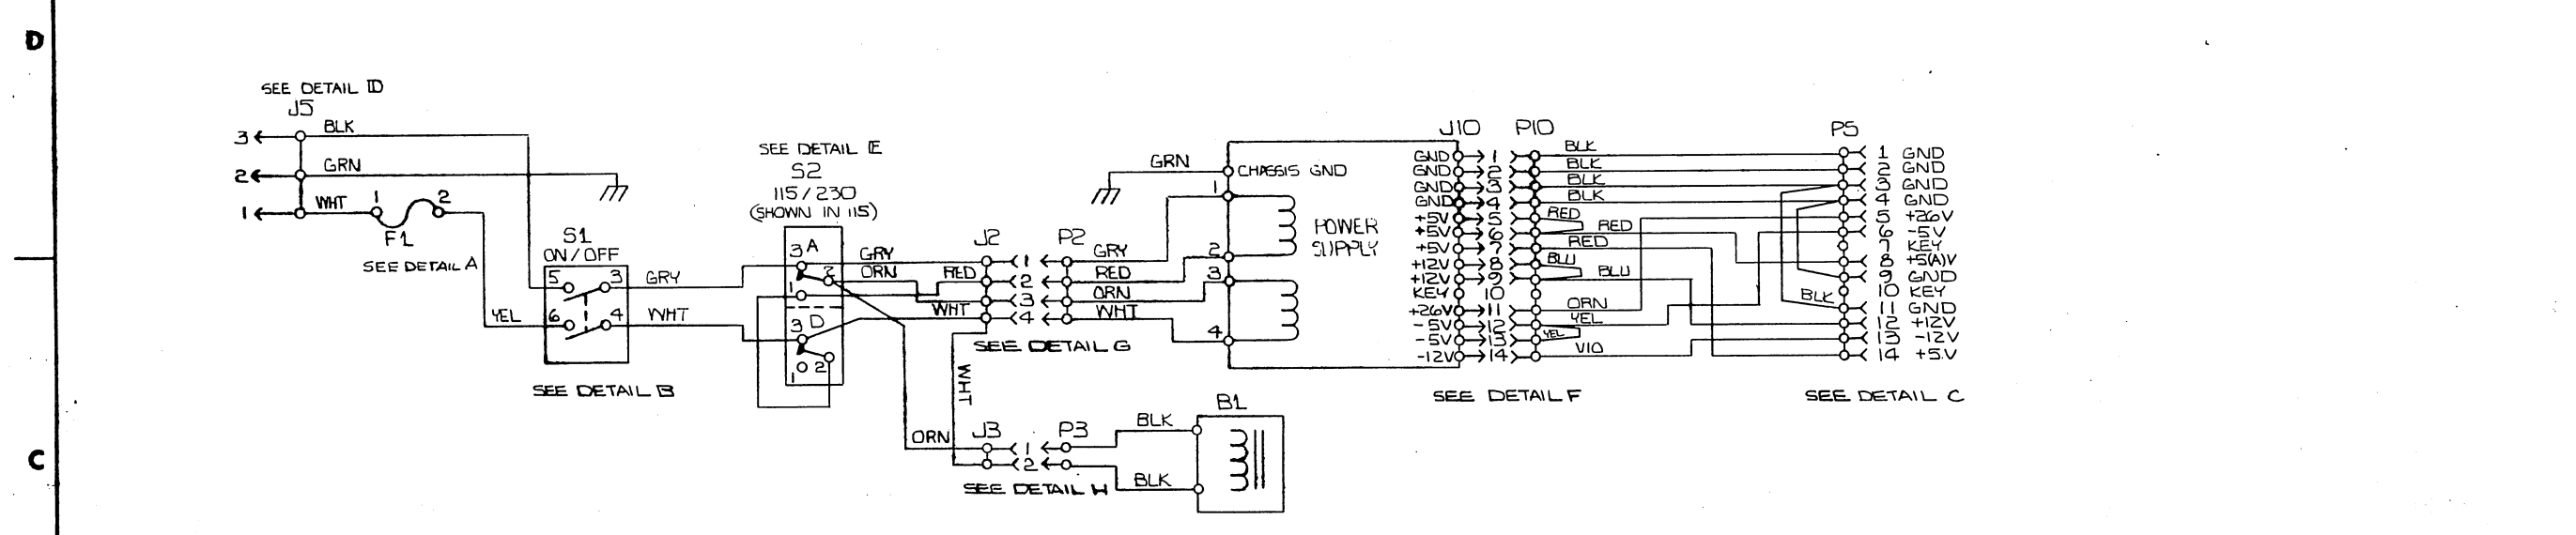 D
C
SEE DETAIL D
J5
3 BLK
2 GRN
1 WHT 1 2
F1
SEE DETAIL A
YEL
S1
ON/OFF
5 3 GRY
6 4 WHT
SEE DETAIL B
SEE DETAIL E
S2
115/230
(SHOWN IN 115)
3 A
2
1
3 D
2
1
GRY
ORN RED
WHT
J2 P2
1 GRY
2 RED
3 ORN
4 WHT
SEE DETAIL G
WHT
ORN
J3 P3
1 BLK
2 BLK
SEE DETAIL H
B1
GRN CHASSIS GND
1
2
3
4
POWER
SUPPLY
J10 P10
GND 1 BLK
GND 2 BLK
GND 3 BLK
GND 4 BLK
+5V 5 RED
+5V 6 RED
+5V 7 RED
+12V 8 BLU
+12V 9 BLU
KEY 10
+26V 11 ORN
-5V 12 YEL
-5V 13 YEL
-12V 14 VIO
SEE DETAIL F
P5
1 GND
2 GND
3 GND
4 GND
5 +26V
6 -5V
7 KEY
8 +5(A)V
9 GND
10 KEY
BLK 11 GND
12 +12V
13 -12V
14 +5V
SEE DETAIL C